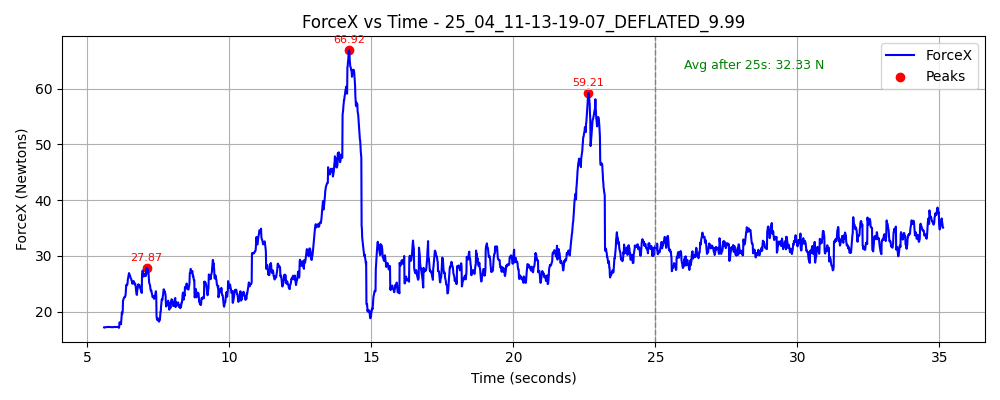 ForceX vs Time - 25_04_11-13-19-07_DEFLATED_9.99
66.92
59.21
27.87
Avg after 25s: 32.33 N
ForceX
Peaks
ForceX (Newtons)
60
50
40
30
20
5 10 15 20 25 30 35
Time (seconds)